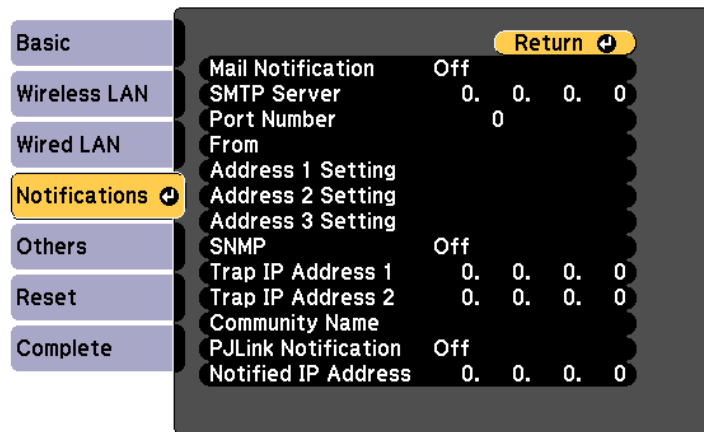 Basic
Wireless LAN
Wired LAN
Notifications
Others
Reset
Complete
Return
Mail Notification Off
SMTP Server 0. 0. 0. 0
Port Number 0
From
Address 1 Setting
Address 2 Setting
Address 3 Setting
SNMP Off
Trap IP Address 1 0. 0. 0. 0
Trap IP Address 2 0. 0. 0. 0
Community Name
PJLink Notification Off
Notified IP Address 0. 0. 0. 0